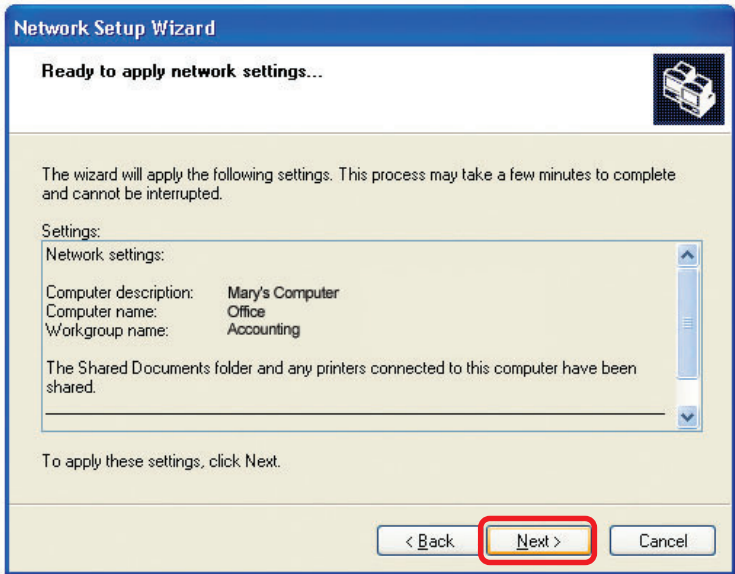 Network Setup Wizard
Ready to apply network settings...
The wizard will apply the following settings. This process may take a few minutes to complete
and cannot be interrupted.
Settings:
Network settings:
Computer description: Mary's Computer
Computer name: Office
Workgroup name: Accounting
The Shared Documents folder and any printers connected to this computer have been
shared.
To apply these settings, click Next.
< Back Next > Cancel